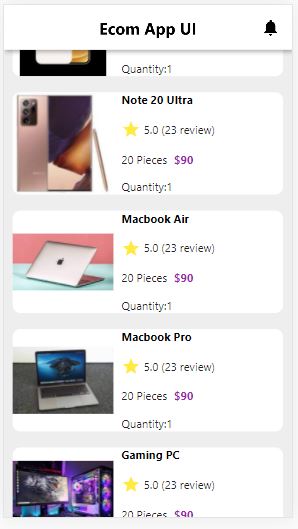 Ecom App UI
Quantity:1
Note 20 Ultra
5.0 (23 review)
20 Pieces $90
Quantity:1
Macbook Air
5.0 (23 review)
20 Pieces $90
Quantity:1
Macbook Pro
5.0 (23 review)
20 Pieces $90
Quantity:1
Gaming PC
5.0 (23 review)
20 Pieces $90